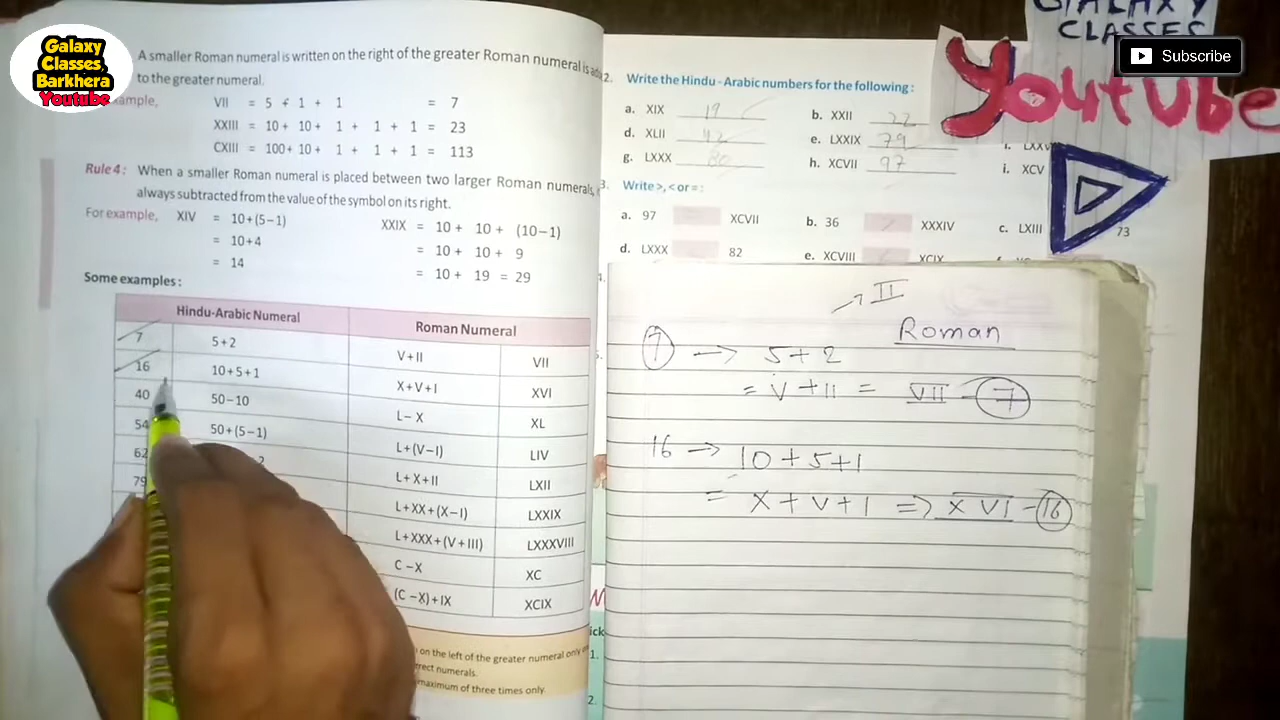 Galaxy
Classes,
Barkhera
Youtube
GALAXY
CLASSES
Subscribe
Youtube
A smaller Roman numeral is written on the right of the greater Roman numeral is
to the greater numeral.
VII = 5 + 1 + 1 = 7
XXIII = 10 + 10 + 1 + 1 + 1 = 23
CXIII = 100 + 10 + 1 + 1 + 1 = 113
Rule 4 : When a smaller Roman numeral is placed between two larger Roman numerals,
always subtracted from the value of the symbol on its right.
For example, XIV = 10+(5−1) XXIX = 10 + 10 + (10−1)
= 10+4 = 10 + 10 + 9
= 14 = 10 + 19 = 29
Some examples:
Hindu-Arabic Numeral Roman Numeral
7 5+2 V+II VII
16 10+5+1 X+V+I XVI
40 50−10 L−X XL
54 50+(5−1) L+(V−I) LIV
62 L+X+II LXII
79 L+XX+(X−I) LXXIX
L+XXX+(V+III) LXXXVIII
C−X XC
(C−X)+IX XCIX
on the left of the greater numeral only
rect numerals.
maximum of three times only.
2. Write the Hindu - Arabic numbers for the following :
a. XIX 19 b. XXII 22
d. XLII 42 e. LXXIX 79
g. LXXX 80 h. XCVII 97 i. XCV
3. Write >, < or = :
a. 97 XCVII b. 36 XXXIV c. LXIII 73
d. LXXX 82 e. XCVIII XCIX
II
Roman
7 → 5+2
= V+II = VII − 7
16 → 10+5+1
= X+V+I ⇒ XVI − 16
1.
2.